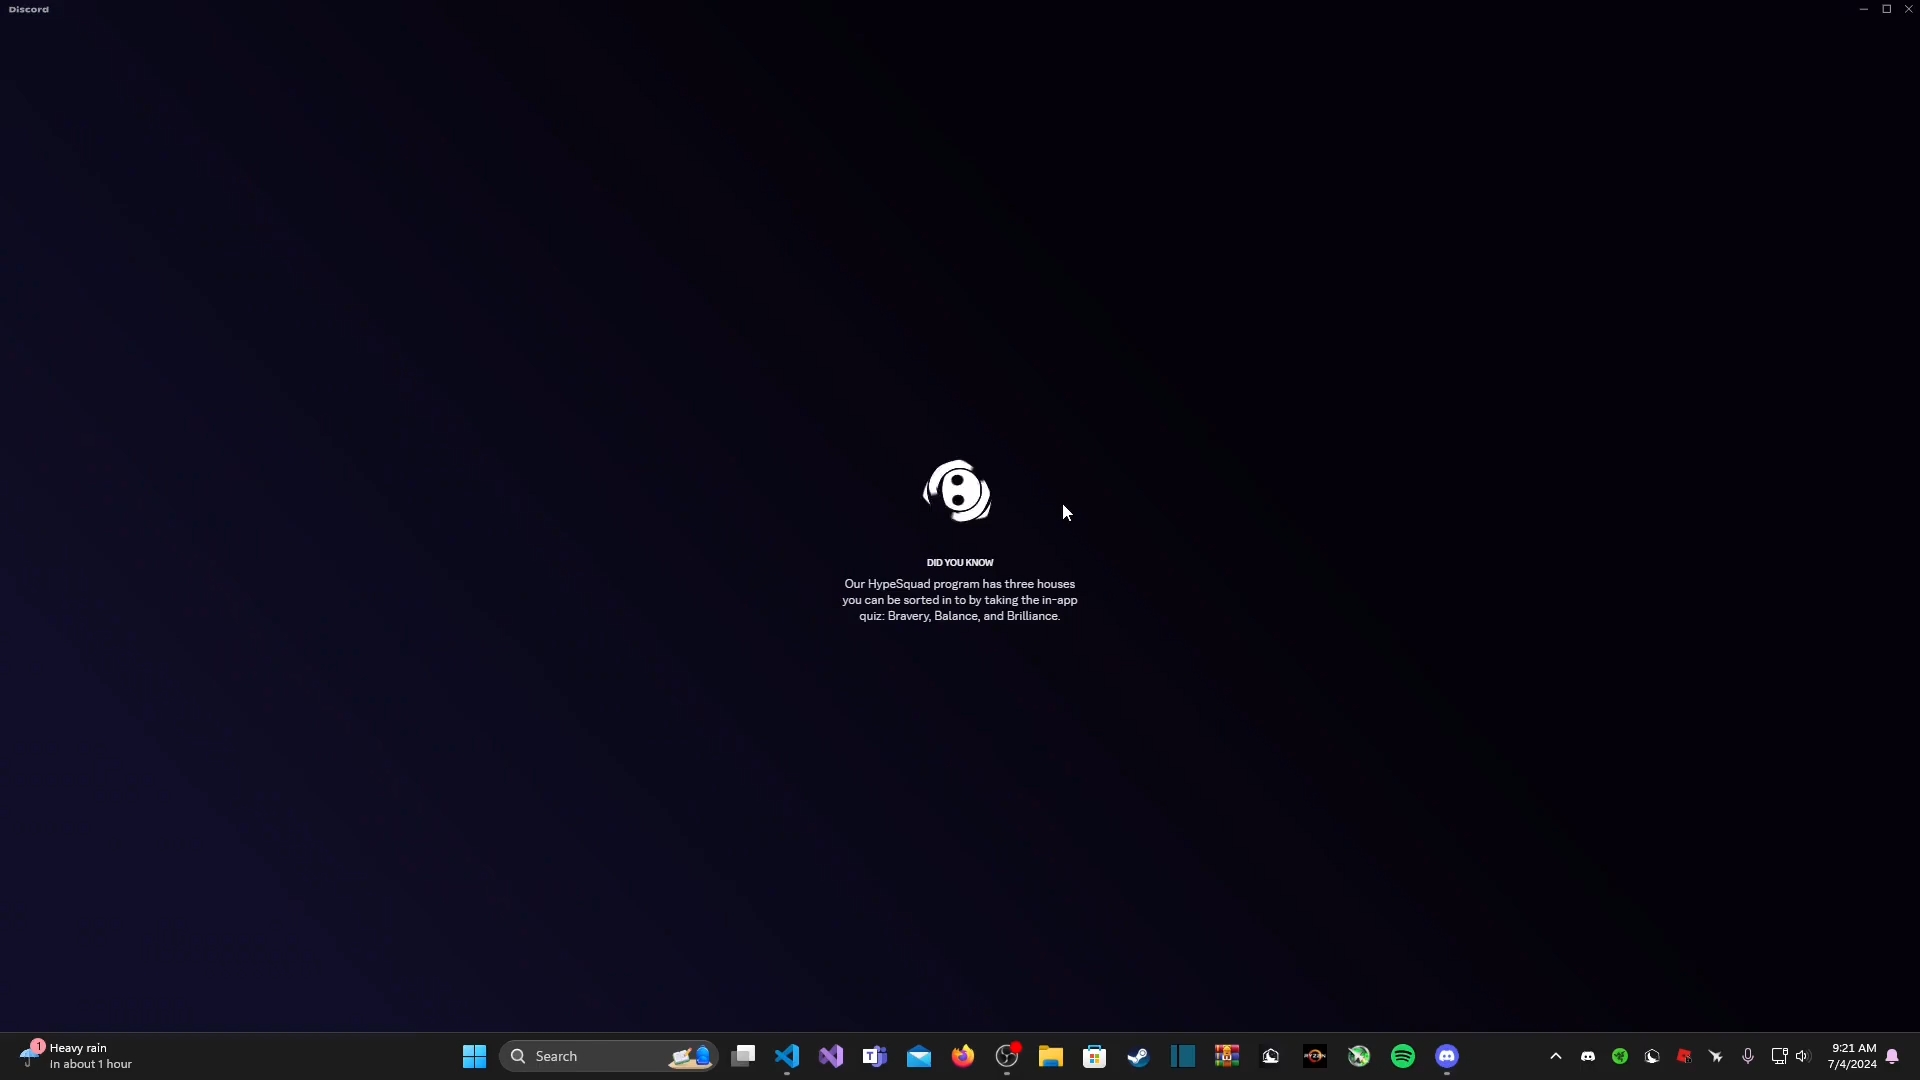 Discord
DID YOU KNOW
Our HypeSquad program has three houses
you can be sorted in to by taking the in-app
quiz: Bravery, Balance, and Brilliance.
1
Heavy rain
In about 1 hour
Search
RYZEN
9:21 AM
7/4/2024